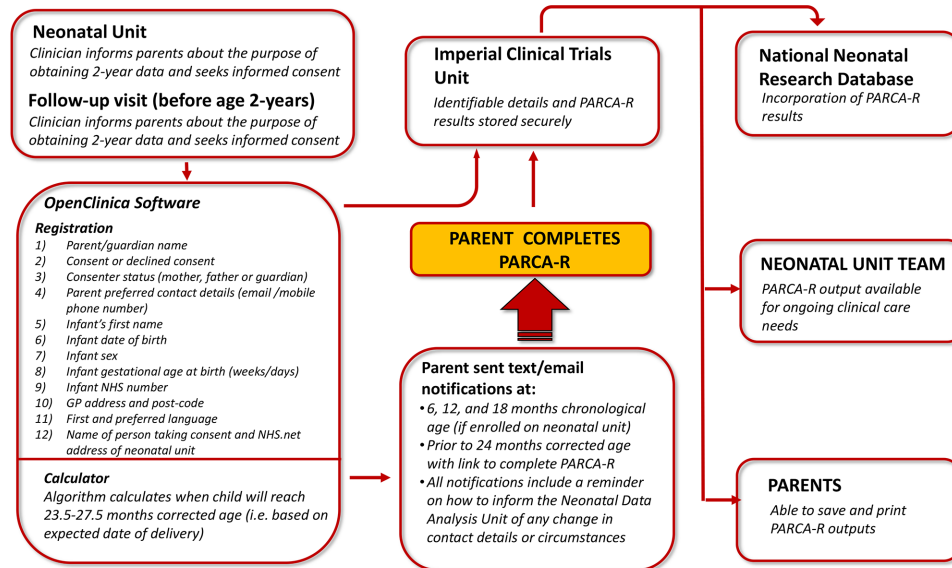 Neonatal Unit
Clinician informs parents about the purpose of
obtaining 2-year data and seeks informed consent
Follow-up visit (before age 2-years)
Clinician informs parents about the purpose of
obtaining 2-year data and seeks informed consent
OpenClinica Software
Registration
1) Parent/guardian name
2) Consent or declined consent
3) Consenter status (mother, father or guardian)
4) Parent preferred contact details (email /mobile
phone number)
5) Infant's first name
6) Infant date of birth
7) Infant sex
8) Infant gestational age at birth (weeks/days)
9) Infant NHS number
10) GP address and post-code
11) First and preferred language
12) Name of person taking consent and NHS.net
address of neonatal unit
Calculator
Algorithm calculates when child will reach
23.5-27.5 months corrected age (i.e. based on
expected date of delivery)
Imperial Clinical Trials
Unit
Identifiable details and PARCA-R
results stored securely
PARENT COMPLETES
PARCA-R
Parent sent text/email
notifications at:
• 6, 12, and 18 months chronological
age (if enrolled on neonatal unit)
• Prior to 24 months corrected age
with link to complete PARCA-R
• All notifications include a reminder
on how to inform the Neonatal Data
Analysis Unit of any change in
contact details or circumstances
National Neonatal
Research Database
Incorporation of PARCA-R
results
NEONATAL UNIT TEAM
PARCA-R output available
for ongoing clinical care
needs
PARENTS
Able to save and print
PARCA-R outputs